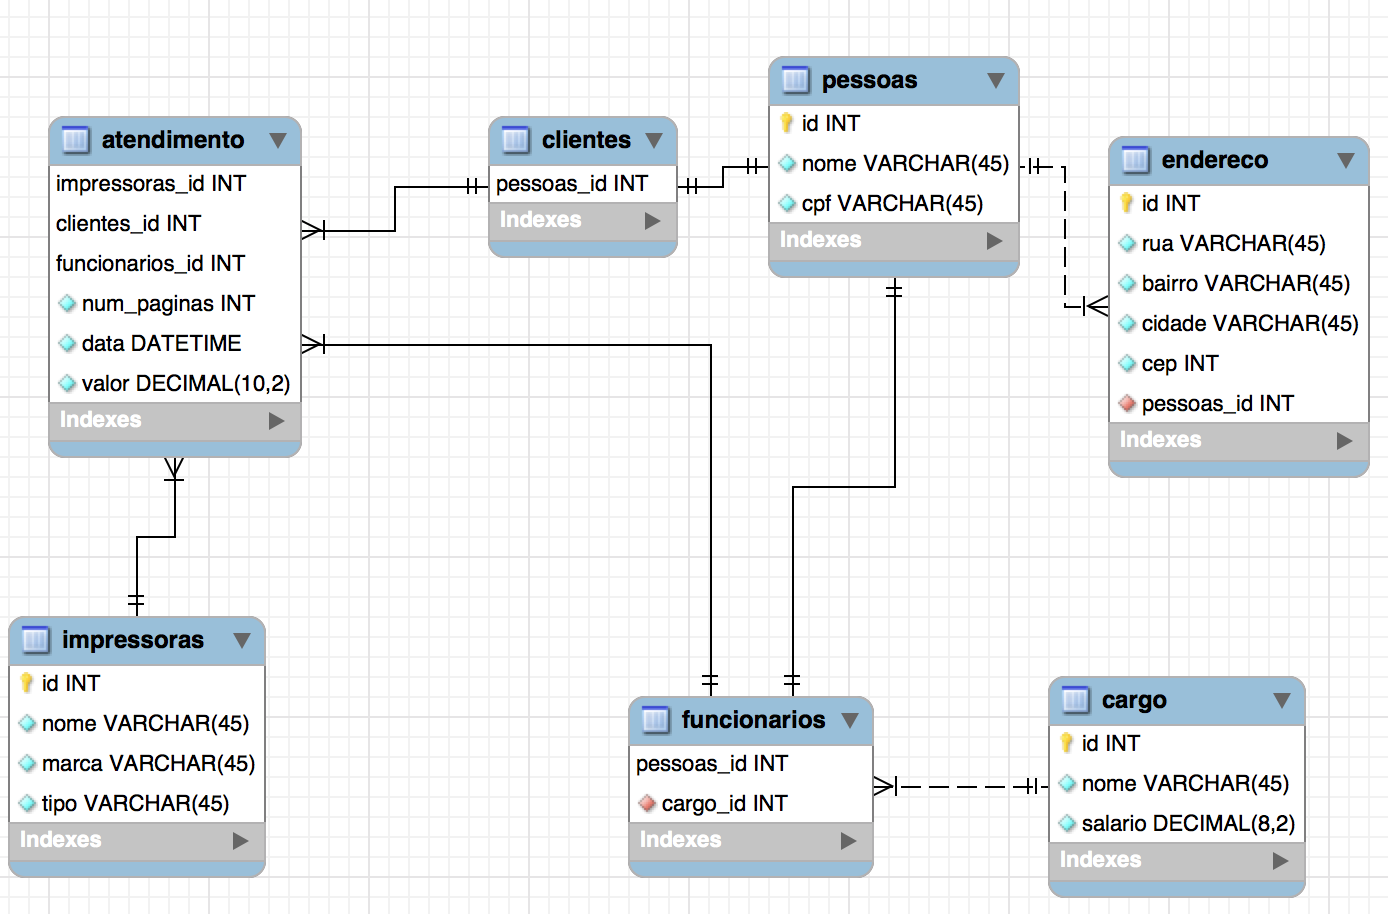 atendimento
impressoras_id INT
clientes_id INT
funcionarios_id INT
num_paginas INT
data DATETIME
valor DECIMAL(10,2)
Indexes
clientes
pessoas_id INT
Indexes
pessoas
id INT
nome VARCHAR(45)
cpf VARCHAR(45)
Indexes
endereco
id INT
rua VARCHAR(45)
bairro VARCHAR(45)
cidade VARCHAR(45)
cep INT
pessoas_id INT
Indexes
impressoras
id INT
nome VARCHAR(45)
marca VARCHAR(45)
tipo VARCHAR(45)
Indexes
funcionarios
pessoas_id INT
cargo_id INT
Indexes
cargo
id INT
nome VARCHAR(45)
salario DECIMAL(8,2)
Indexes